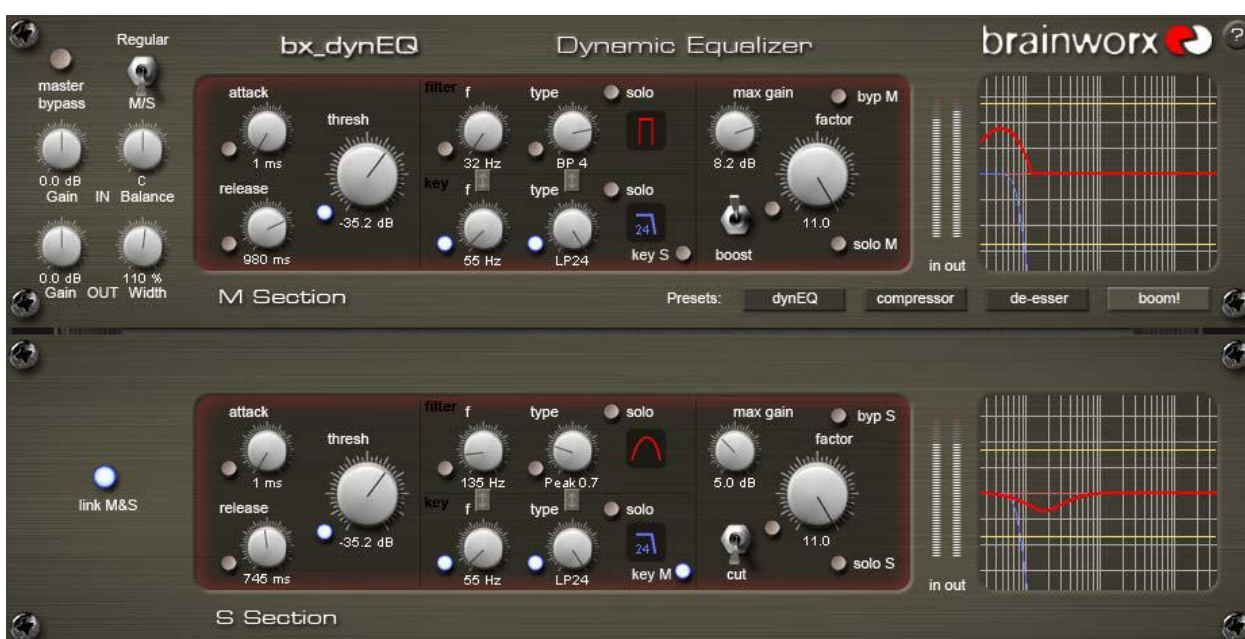 Regular
bx_dynEQ
Dynamic Equalizer
brainworx
?
master bypass
M/S
0.0 dB
Gain
IN
C
Balance
0.0 dB
Gain
OUT
110 %
Width
attack
1 ms
thresh
-35.2 dB
release
980 ms
filter
f
32 Hz
type
BP 4
solo
key
f
55 Hz
type
LP24
solo
24
key S
max gain
8.2 dB
byp M
factor
11.0
boost
solo M
in out
M Section
Presets:
dynEQ
compressor
de-esser
boom!
link M&S
attack
1 ms
thresh
-35.2 dB
release
745 ms
filter
f
135 Hz
type
Peak 0.7
solo
key
f
55 Hz
type
LP24
solo
24
key M
max gain
5.0 dB
byp S
factor
11.0
cut
solo S
in out
S Section